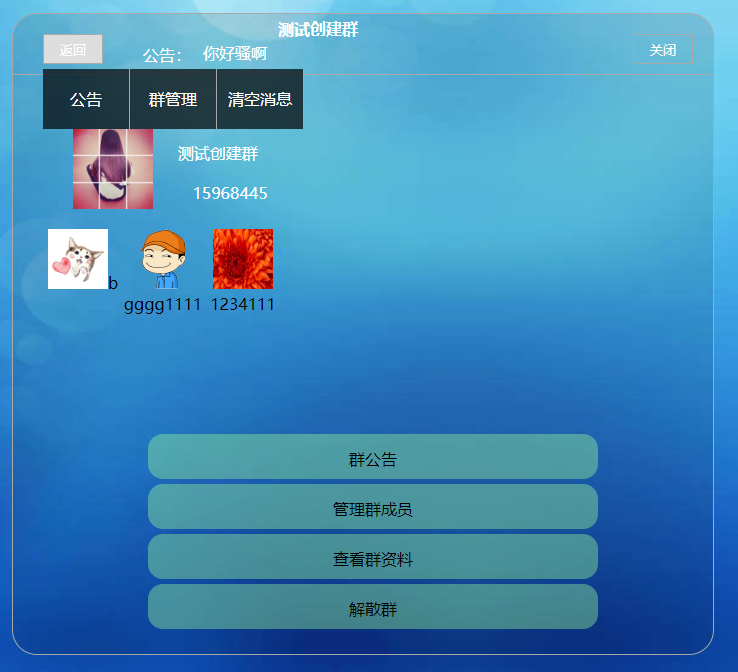 测试创建群
返回
公告： 你好骚啊
关闭
公告 群管理 清空消息
测试创建群
15968445
b
gggg1111 1234111
群公告
管理群成员
查看群资料
解散群